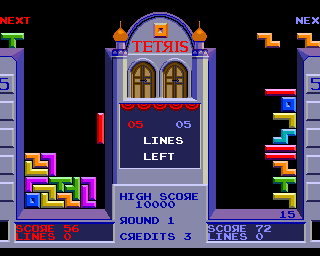 NEXT
NEXT
TETRIS
5
5
05 05
LINES
LEFT
HIGH SCORE
10000
ROUND 1
CREDITS 3
15
SCORE 56
LINES 0
SCORE 72
LINES 0